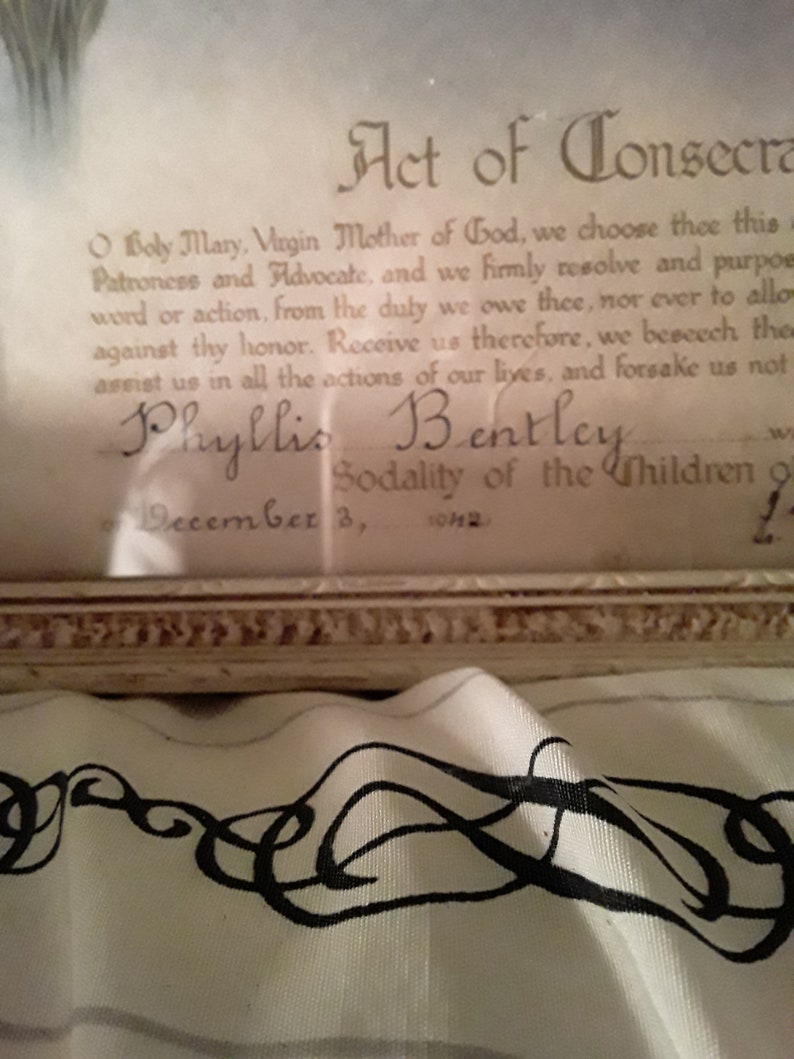 Act of Consecra
O Holy Mary, Virgin Mother of God, we choose thee this
Patroness and Advocate, and we firmly resolve and purpos
word or action, from the duty we owe thee, nor ever to allo
against thy honor. Receive us therefore, we beseech thee
assist us in all the actions of our lives, and forsake us not
Phyllis Bentley w
Sodality of the Children o
December 3, 1942